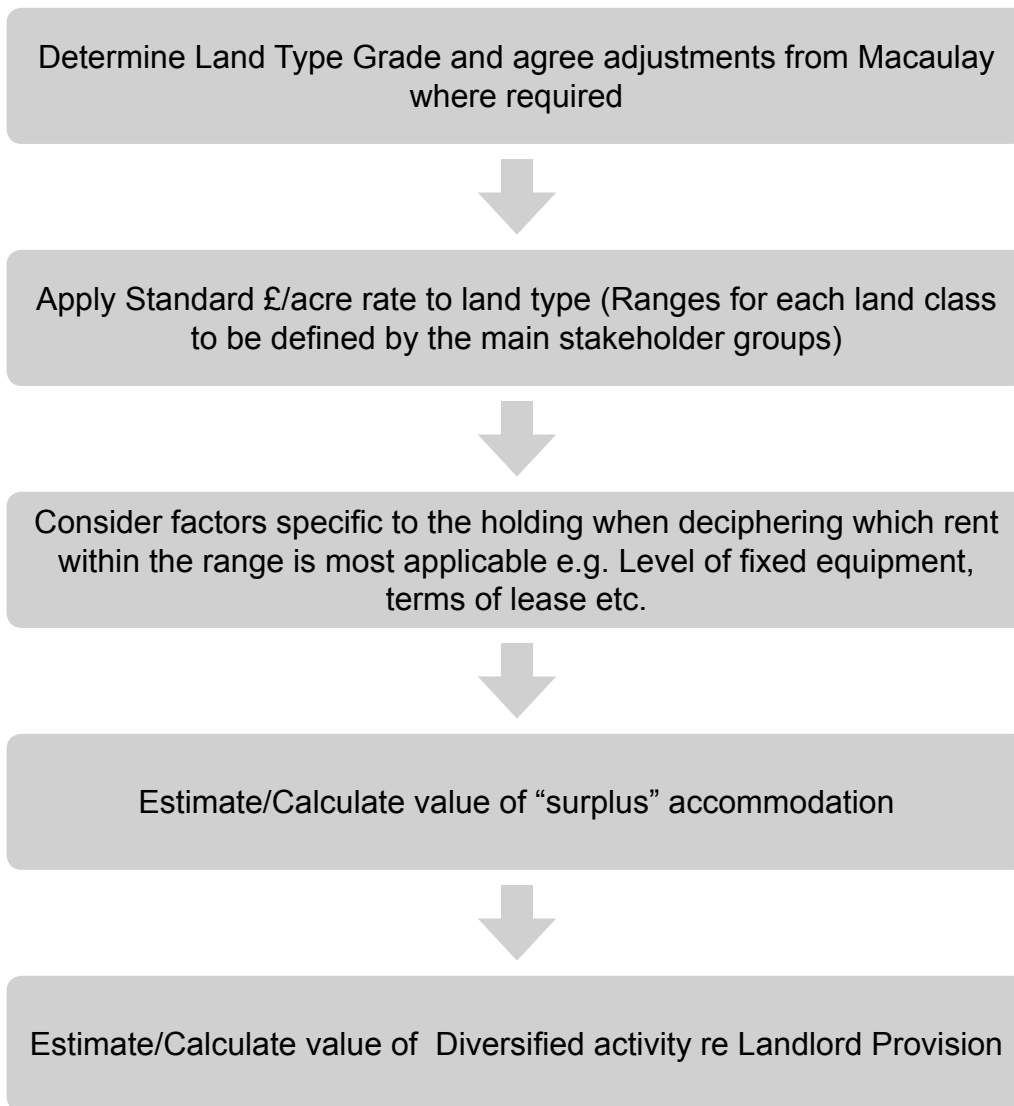 Determine Land Type Grade and agree adjustments from Macaulay
where required
Apply Standard £/acre rate to land type (Ranges for each land class
to be defined by the main stakeholder groups)
Consider factors specific to the holding when deciphering which rent
within the range is most applicable e.g. Level of fixed equipment,
terms of lease etc.
Estimate/Calculate value of “surplus” accommodation
Estimate/Calculate value of  Diversified activity re Landlord Provision